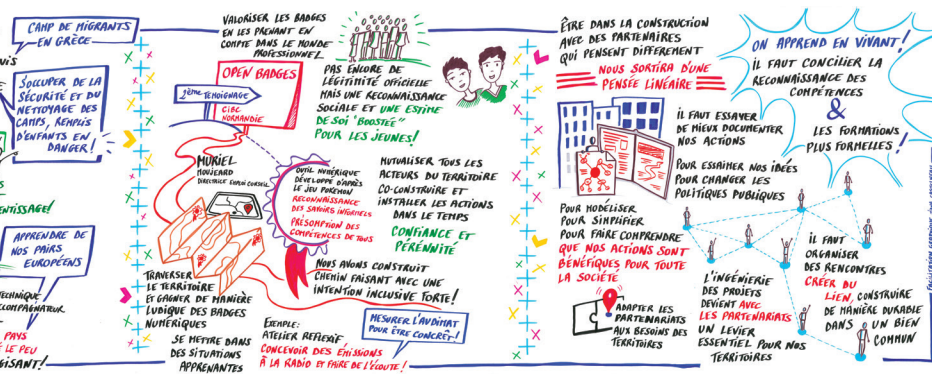 CAMP DE MIGRANTS
EN GRÈCE
S'OCCUPER DE LA
SÉCURITÉ ET DU
NETTOYAGE DES
CAMPS, REMPLIS
D'ENFANTS EN
DANGER!
ENTISSAGE!
APPRENDRE DE
NOS PAIRS
EUROPÉENS
TECHNIQUE
CCOMPAGNATEUR
PAYS
É LE PEU
GISANT!
VALORISER LES BADGES
EN LES PRENANT EN
COMPTE DANS LE MONDE
PROFESSIONNEL
OPEN BADGES
2ÈME TÉMOIGNAGE
CIBC
NORMANDIE
PAS ENCORE DE
LÉGITIMITÉ OFFICIELLE
MAIS UNE RECONNAISSANCE
SOCIALE ET UNE ESTIME
DE SOI "BOOSTÉE"
POUR LES JEUNES!
MURIEL
MOUJEARD
DIRECTRICE EMPLOI CONSEIL
OUTIL NUMÉRIQUE
DÉVELOPPÉ D'APRÈS
LE JEU POKEMON
RECONNAISSANCE
DES SAVOIRS INFORMELS
PRÉSOMPTION DES
COMPÉTENCES DE TOUS
MUTUALISER TOUS LES
ACTEURS DU TERRITOIRE
CO-CONSTRUIRE ET
INSTALLER LES ACTIONS
DANS LE TEMPS
CONFIANCE ET
PÉRENNITÉ
NOUS AVONS CONSTRUIT
CHEMIN FAISANT AVEC UNE
INTENTION INCLUSIVE FORTE!
TRAVERSER
LE TERRITOIRE
ET GAGNER DE MANIÈRE
LUDIQUE DES BADGES
NUMÉRIQUES
SE METTRE DANS
DES SITUATIONS
APPRENANTES
EXEMPLE:
ATELIER REFLEXIF
CONCEVOIR DES ÉMISSIONS
À LA RADIO ET FAIRE DE L'ÉCOUTE!
MESURER L'AUDIMAT
POUR ÊTRE CONCRET!
ÊTRE DANS LA CONSTRUCTION
AVEC DES PARTENAIRES
QUI PENSENT DIFFEREMENT
NOUS SORTIRA D'UNE
PENSÉE LINÉAIRE
ON APPREND EN VIVANT!
IL FAUT CONCILIER LA
RECONNAISSANCE DES
COMPÉTENCES
&
LES FORMATIONS
PLUS FORMELLES!
IL FAUT ESSAYER
DE MIEUX DOCUMENTER
NOS ACTIONS
POUR ESSAIMER NOS IDÉES
POUR CHANGER LES
POLITIQUES PUBLIQUES
POUR MODÉLISER
POUR SIMPLIFIER
POUR FAIRE COMPRENDRE
QUE NOS ACTIONS SONT
BÉNÉFIQUES POUR TOUTE
LA SOCIÉTÉ
ADAPTER LES
PARTENARIATS
AUX BESOINS DES
TERRITOIRES
L'INGÉNIERIE
DES PROJETS
DEVIENT AVEC
LES PARTENARIATS
UN LEVIER
ESSENTIEL POUR NOS
TERRITOIRES
IL FAUT
ORGANISER
DES RENCONTRES
CRÉER DU
LIEN, CONSTRUIRE
DE MANIÈRE DURABLE
DANS UN BIEN
COMMUN